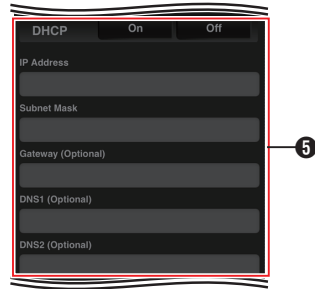 DHCP On Off
IP Address
Subnet Mask
Gateway (Optional)
DNS1 (Optional)
DNS2 (Optional)
5